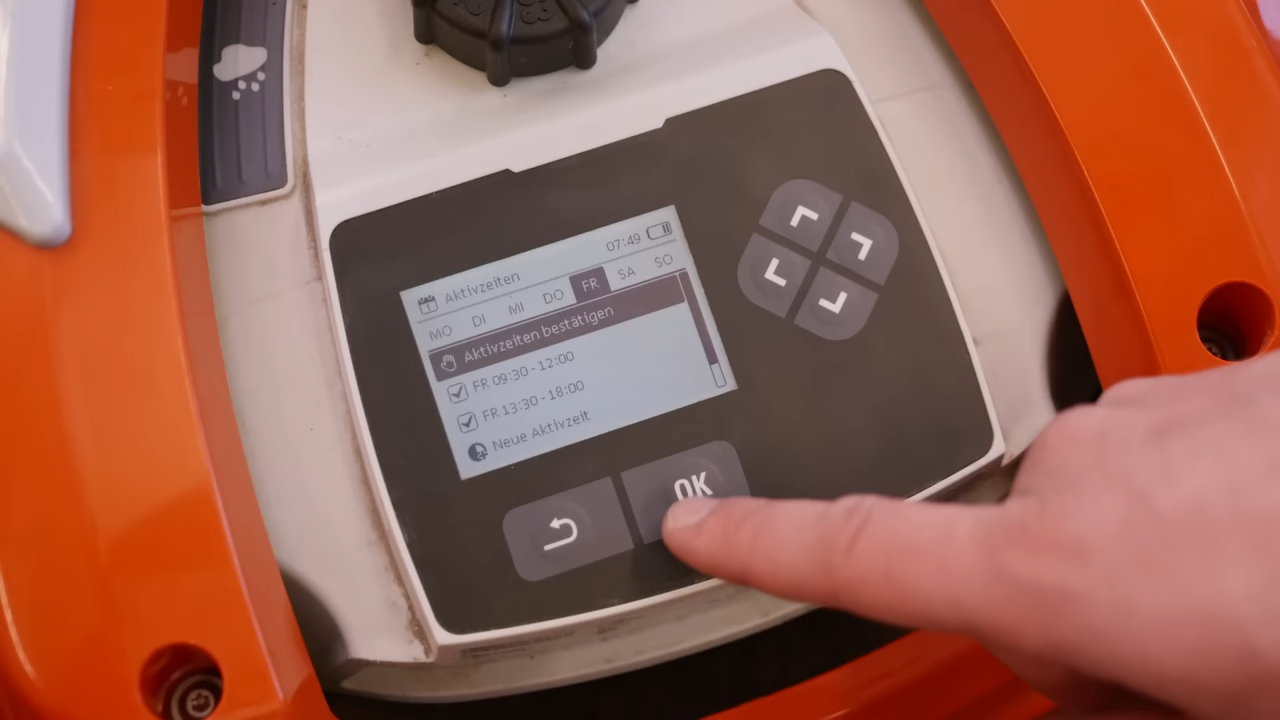 07:49
Aktivzeiten
MO DI MI DO FR SA SO
Aktivzeiten bestätigen
FR 09:30 - 12:00
FR 13:30 - 18:00
Neue Aktivzeit
OK